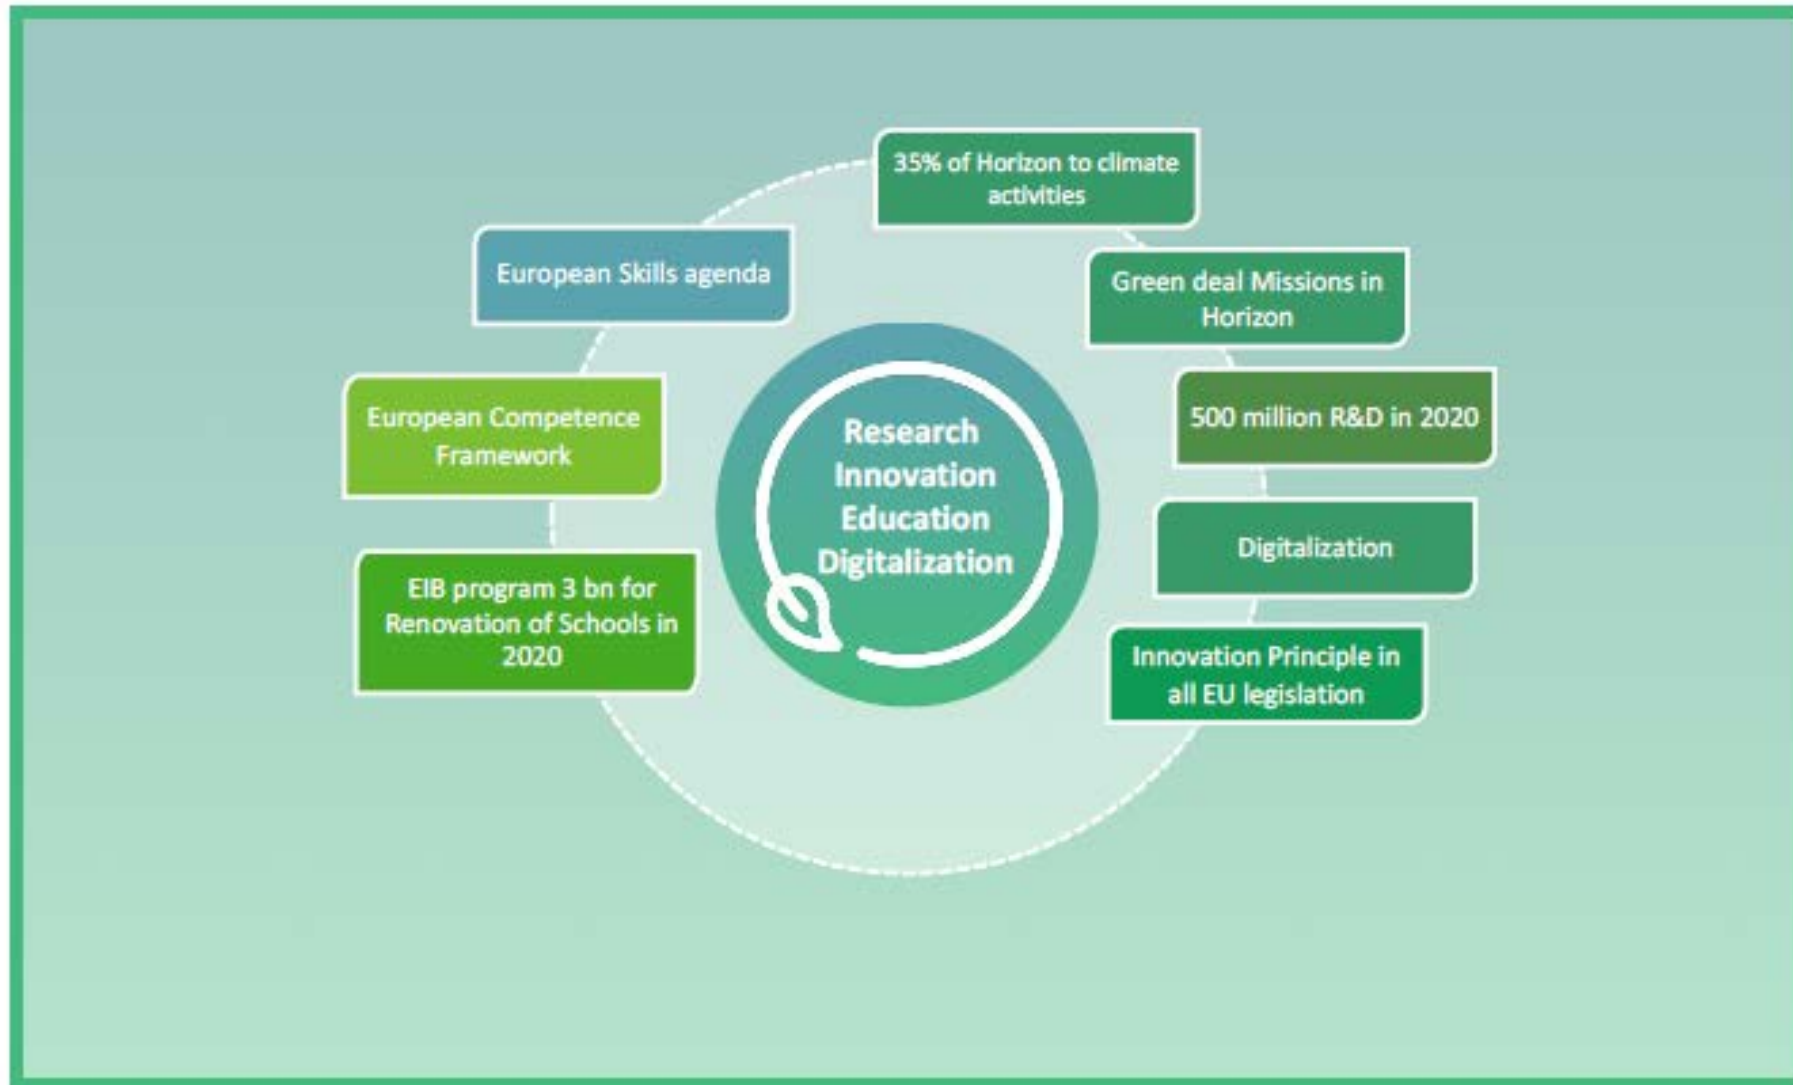 35% of Horizon to climate
activities
European Skills agenda
Green deal Missions in
Horizon
European Competence
Framework
500 million R&D in 2020
Research
Innovation
Education
Digitalization
Digitalization
EIB program 3 bn for
Renovation of Schools in
2020
Innovation Principle in
all EU legislation